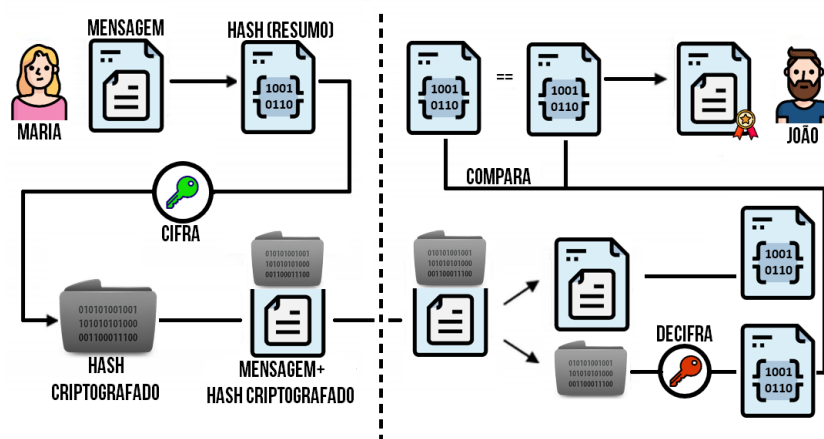 MENSAGEM
HASH (RESUMO)
1001
0110
MARIA
CIFRA
010101001001
101010101000
001100011100
HASH
CRIPTOGRAFADO
010101001001
101010101000
001100011100
MENSAGEM+
HASH CRIPTOGRAFADO
1001
0110
==
1001
0110
JOÃO
COMPARA
010101001001
101010101000
001100011100
1001
0110
010101001001
101010101000
001100011100
DECIFRA
1001
0110